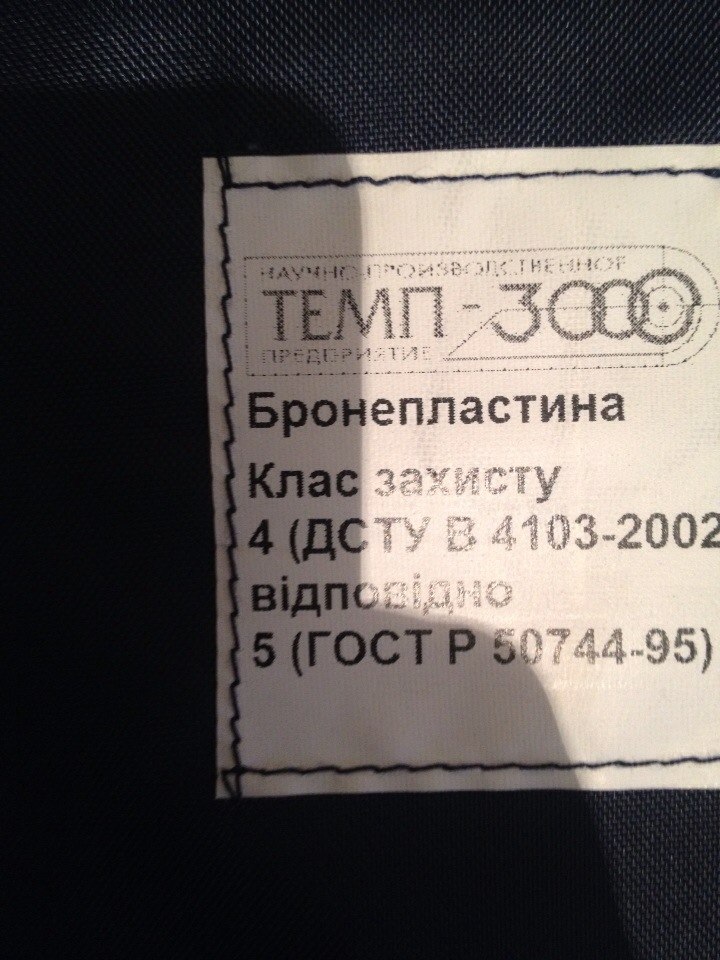 НАУЧНО-ПРОИЗВОДСТВЕННОЕ
ТЕМП-3000
ПРЕДПРИЯТИЕ
Бронепластина
Клас захисту
4 (ДСТУ В 4103-2002
відповідно
5 (ГОСТ Р 50744-95)